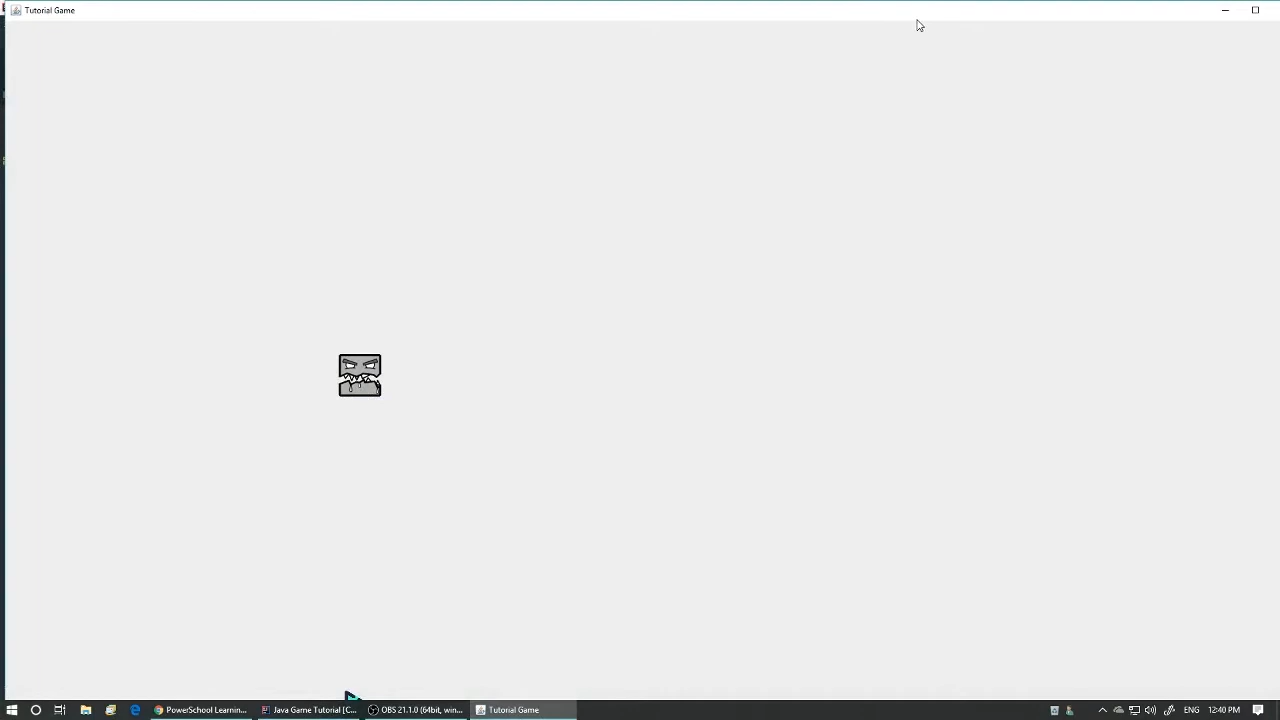 Tutorial Game
PowerSchool Learnin...
Java Game Tutorial [C...
OBS 21.1.0 (64bit, win...
Tutorial Game
ENG
12:40 PM